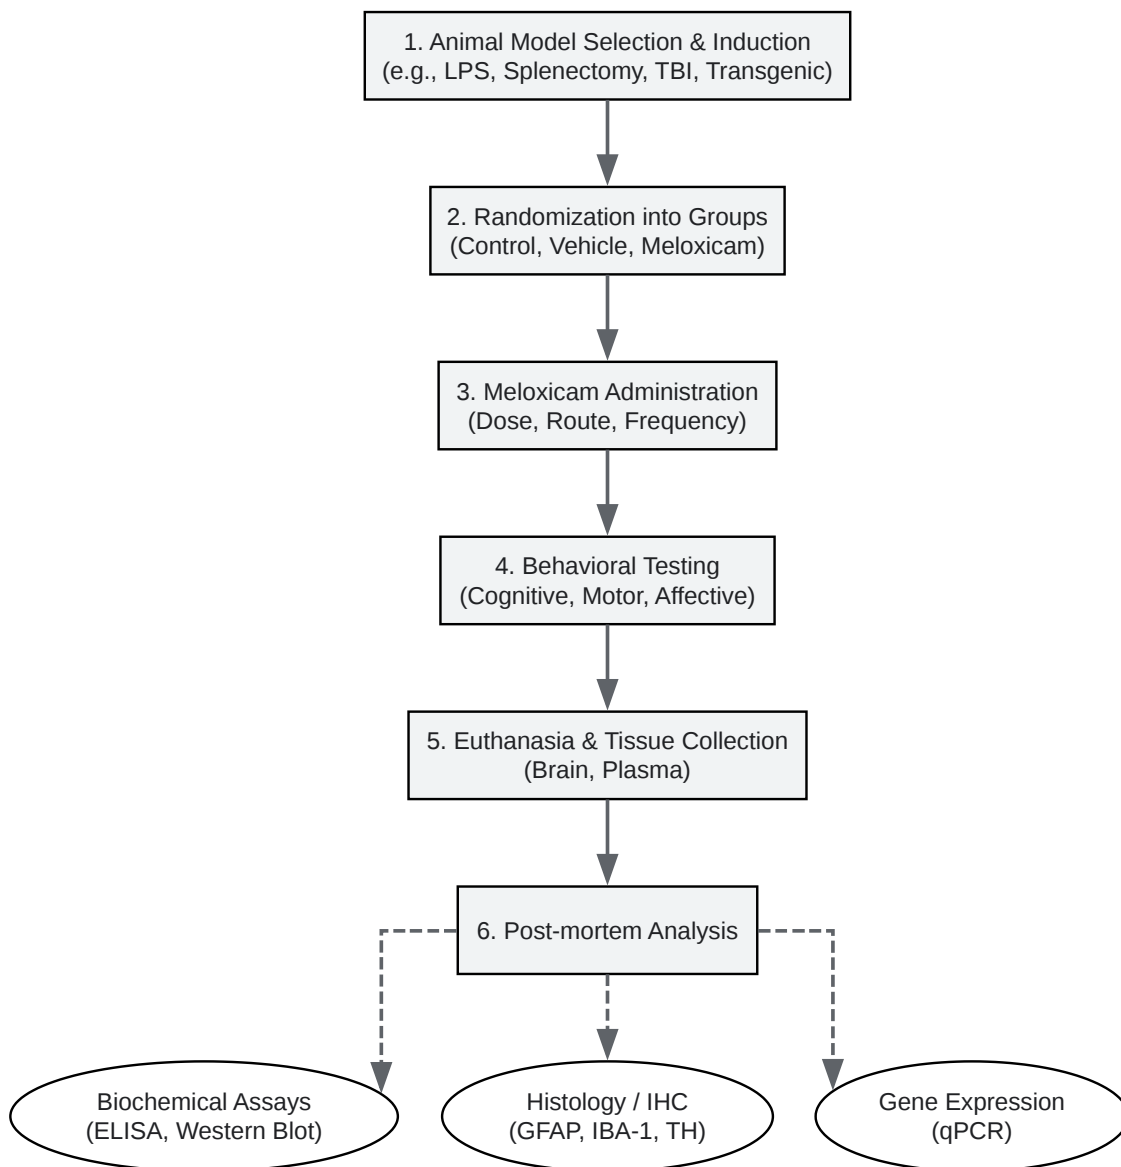 1. Animal Model Selection & Induction
(e.g., LPS, Splenectomy, TBI, Transgenic)
2. Randomization into Groups
(Control, Vehicle, Meloxicam)
3. Meloxicam Administration
(Dose, Route, Frequency)
4. Behavioral Testing
(Cognitive, Motor, Affective)
5. Euthanasia & Tissue Collection
(Brain, Plasma)
6. Post-mortem Analysis
Biochemical Assays
(ELISA, Western Blot)
Histology / IHC
(GFAP, IBA-1, TH)
Gene Expression
(qPCR)